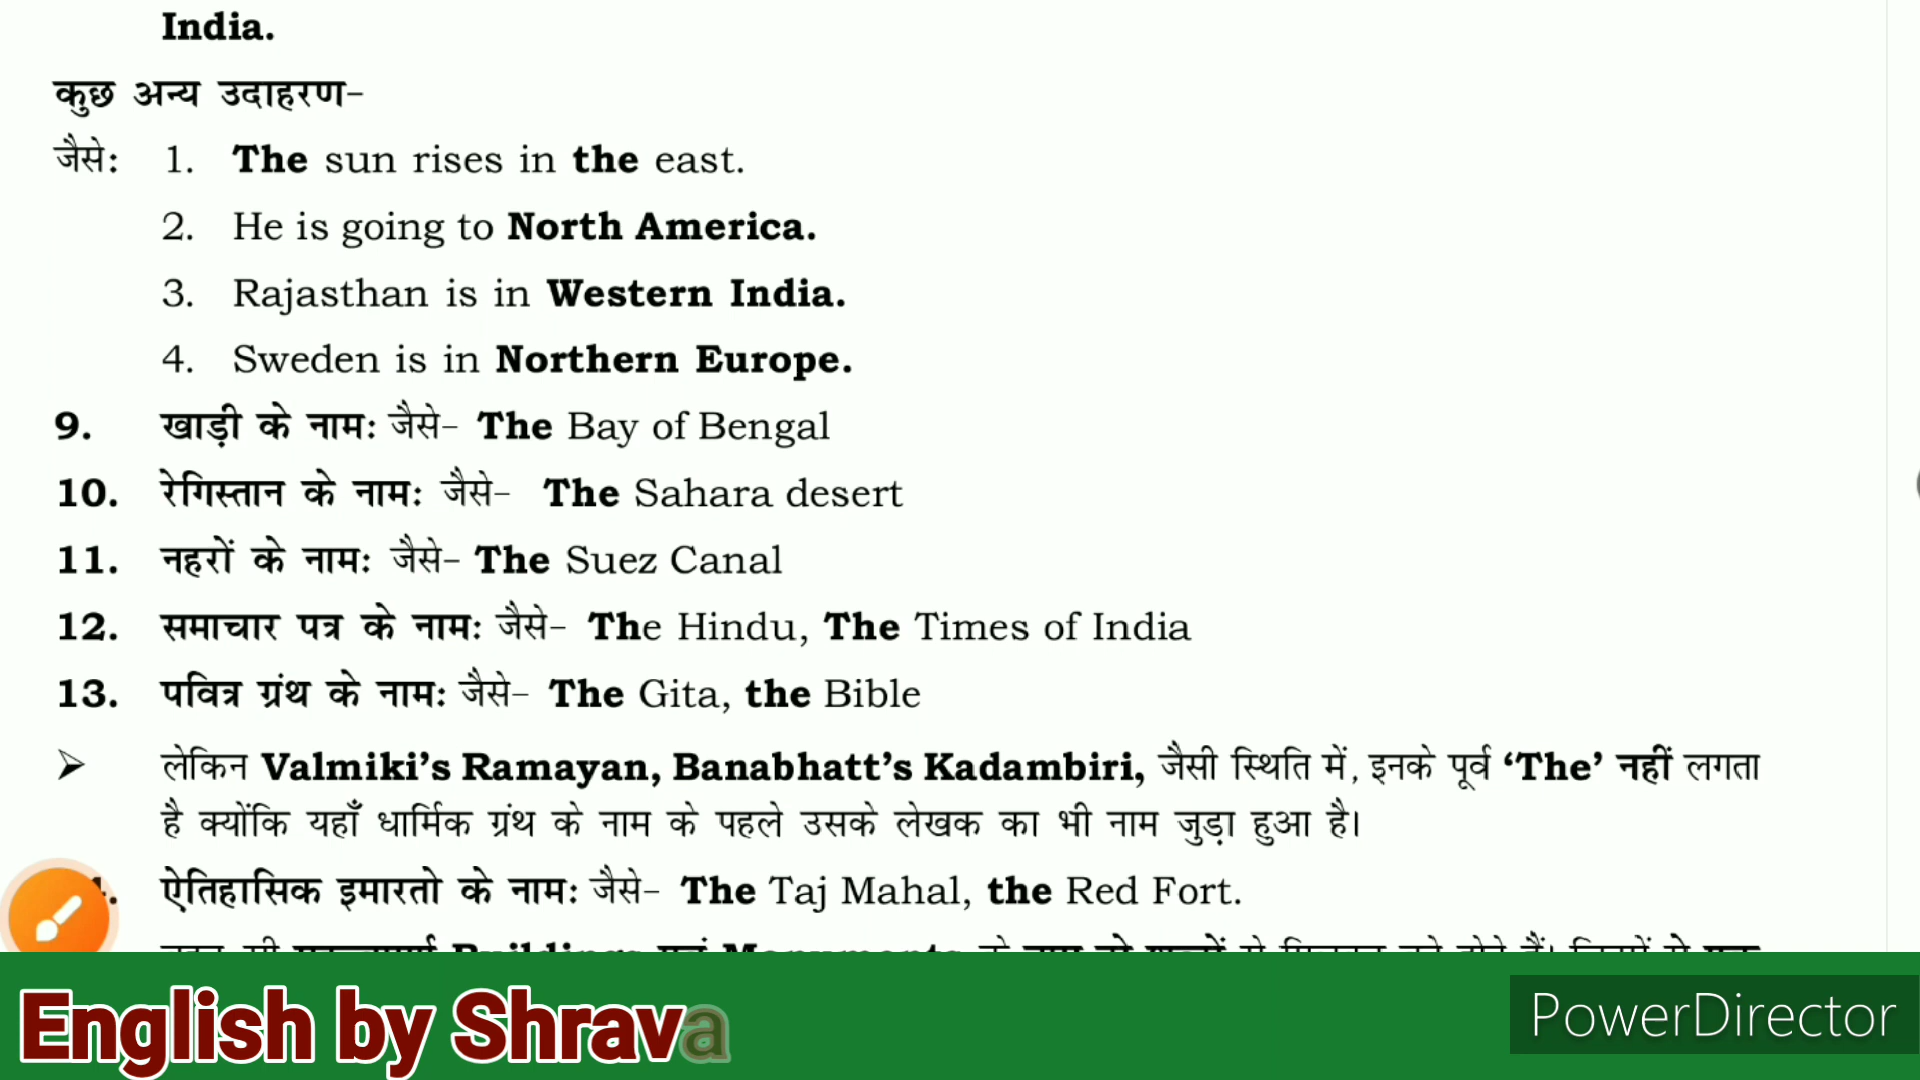 India.
कुछ अन्य उदाहरण-
जैसे: 1. The sun rises in the east.
2. He is going to North America.
3. Rajasthan is in Western India.
4. Sweden is in Northern Europe.
9. खाड़ी के नाम: जैसे- The Bay of Bengal
10. रेगिस्तान के नाम: जैसे- The Sahara desert
11. नहरों के नाम: जैसे- The Suez Canal
12. समाचार पत्र के नाम: जैसे- The Hindu, The Times of India
13. पवित्र ग्रंथ के नाम: जैसे- The Gita, the Bible
➢ लेकिन Valmiki’s Ramayan, Banabhatt’s Kadambiri, जैसी स्थिति में, इनके पूर्व ‘The’ नहीं लगता
है क्योंकि यहाँ धार्मिक ग्रंथ के नाम के पहले उसके लेखक का भी नाम जुड़ा हुआ है।
ऐतिहासिक इमारतो के नाम: जैसे- The Taj Mahal, the Red Fort.
English by Shrava
PowerDirector